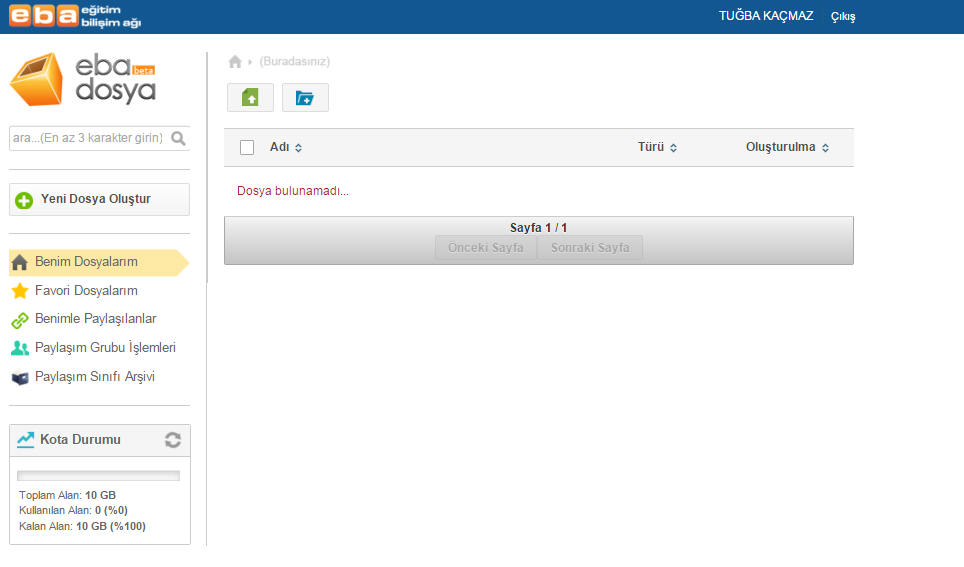 eba eğitim
bilişim ağı
TUĞBA KAÇMAZ Çıkış
eba beta
dosya
(Buradasınız)
ara...(En az 3 karakter girin)
Adı Türü Oluşturulma
Dosya bulunamadı...
Yeni Dosya Oluştur
Sayfa 1 / 1
Önceki Sayfa Sonraki Sayfa
Benim Dosyalarım
Favori Dosyalarım
Benimle Paylaşılanlar
Paylaşım Grubu İşlemleri
Paylaşım Sınıfı Arşivi
Kota Durumu
Toplam Alan: 10 GB
Kullanılan Alan: 0 (%0)
Kalan Alan: 10 GB (%100)